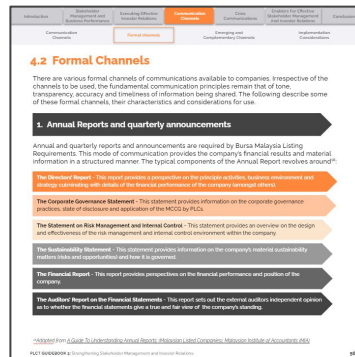 Introduction
Stakeholder
Management and
Business Performance
Executing Effective
Investor Relations
Communication
Channels
Crisis
Communications
Enablers For Effective
Stakeholder Management
And Investor Relations
Conclusion
Communication
Channels
Formal channels
Emerging and
Complementary Channels
Implementation
Considerations
4.2 Formal Channels
There are various formal channels of communications available to companies. Irrespective of the
channels to be used, the fundamental communication principles remain that of tone,
transparency, accuracy and timeliness of information being shared. The following describe some
of these formal channels, their characteristics and considerations for use.
1. Annual Reports and quarterly announcements
Annual and quarterly reports and announcements are required by Bursa Malaysia Listing
Requirements. This mode of communication provides the company's financial results and material
information in a structured manner. The typical components of the Annual Report revolves around
The Directors' Report - This report provides a perspective on the principle activities, business environment and
strategy culminating with details of the financial performance of the company (amongst others).
The Corporate Governance Statement - This statement provides information on the corporate governance
practices, state of disclosure and application of the MCCG by PLCs.
The Statement on Risk Management and Internal Control - This statement provides an overview on the design
and effectiveness of the risk management and internal control environment within the company.
The Sustainability Statement - This statement provides information on the company's material sustainability
matters (risks and opportunities) and how it is governed.
The Financial Report - This report provides perspectives on the financial performance and position of the
company.
The Auditors' Report on the Financial Statements - This report sets out the external auditors independent opinion
as to whether the financial statements give a true and fair view of the company's standing.
Adapted from A Guide To Understanding Annual Reports: (Malaysian Listed Companies), Malaysian Institute of Accountants (MIA)
PLCT GUIDEBOOK 3: Strengthening Stakeholder Management and Investor Relations